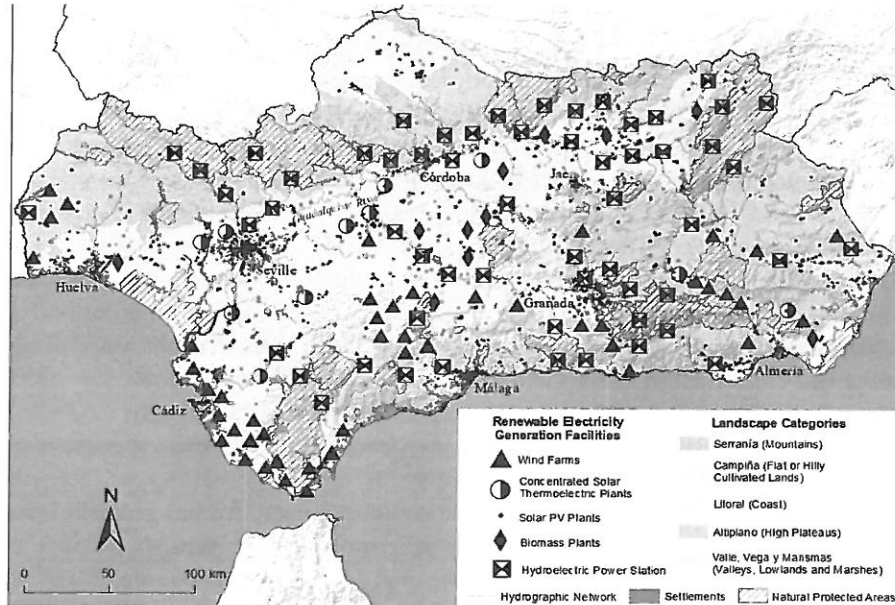 Córdoba
Jaén
Guadalquivir Riv
Seville
Huelva
Granada
Almería
Málaga
Cádiz
N
0 50 100 km
Renewable Electricity
Generation Facilities
Wind Farms
Concentrated Solar
Thermoelectric Plants
Solar PV Plants
Biomass Plants
Hydroelectric Power Station
Landscape Categories
Serranía (Mountains)
Campiña (Flat or Hilly
Cultivated Lands)
Litoral (Coast)
Altiplano (High Plateaus)
Valle, Vega y Marismas
(Valleys, Lowlands and Marshes)
Hydrographic Network
Settlements
Natural Protected Areas